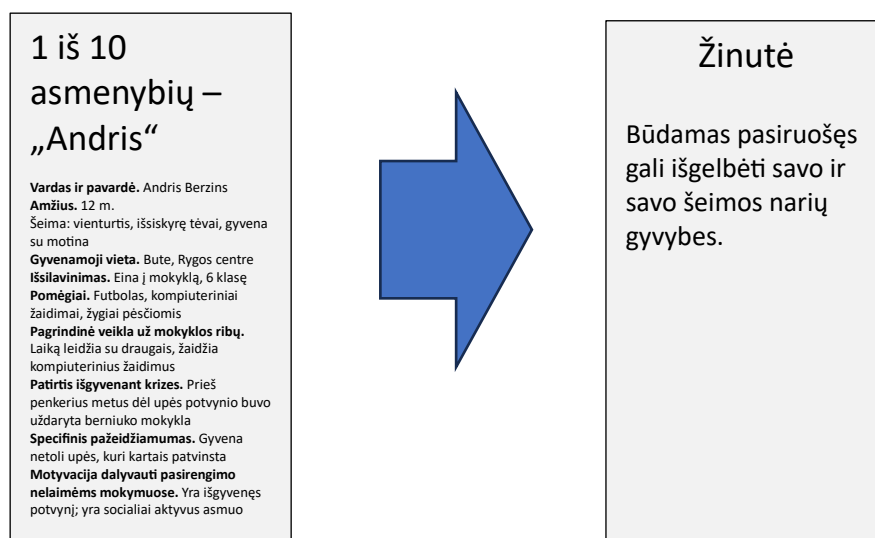 1 iš 10
asmenybių –
„Andris“
Vardas ir pavardė. Andris Berzins
Amžius. 12 m.
Šeima: vienturtis, išsiskyrę tėvai, gyvena
su motina
Gyvenamoji vieta. Bute, Rygos centre
Išsilavinimas. Eina į mokyklą, 6 klasę
Pomėgiai. Futbolas, kompiuteriniai
žaidimai, žygiai pėsčiomis
Pagrindinė veikla už mokyklos ribų.
Laiką leidžia su draugais, žaidžia
kompiuterinius žaidimus
Patirtis išgyvenant krizes. Prieš
penkerius metus dėl upės potvynio buvo
uždaryta berniuko mokykla
Specifinis pažeidžiamumas. Gyvena
netoli upės, kuri kartais patvinsta
Motyvacija dalyvauti pasirengimo
nelaimėms mokymuose. Yra išgyvenęs
potvynį; yra socialiai aktyvus asmuo
Žinutė
Būdamas pasiruošęs
gali išgelbėti savo ir
savo šeimos narių
gyvybes.